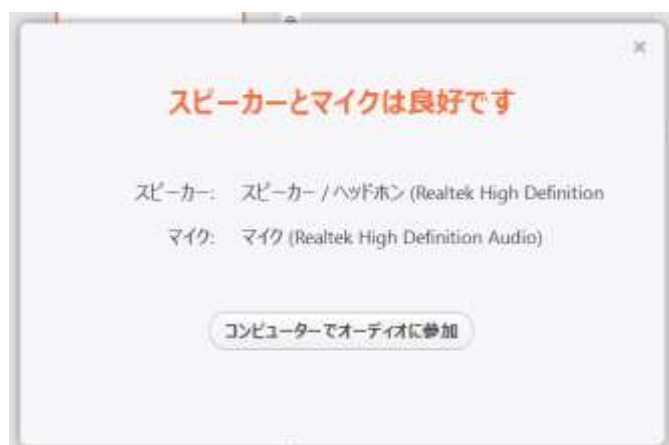 スピーカーとマイクは良好です
スピーカー: スピーカー / ヘッドホン (Realtek High Definition
マイク: マイク (Realtek High Definition Audio)
コンピューターでオーディオに参加